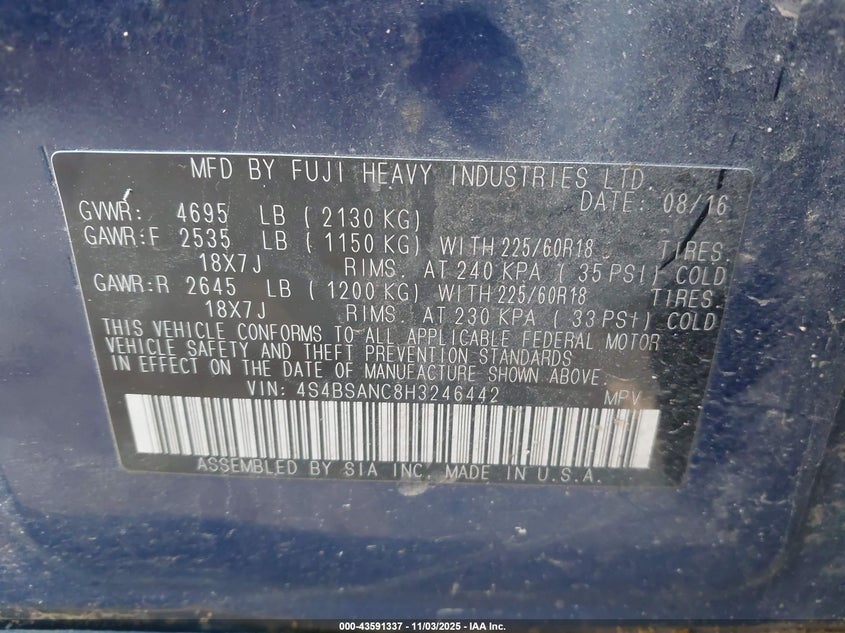 MFD BY FUJI HEAVY INDUSTRIES LTD.
DATE: 08/16
GVWR: 4695 LB ( 2130 KG)
GAWR:F 2535 LB ( 1150 KG) WITH 225/60R18 TIRES.
18X7J RIMS. AT 240 KPA ( 35 PSI) COLD
GAWR:R 2645 LB ( 1200 KG) WITH 225/60R18 TIRES.
18X7J RIMS. AT 230 KPA ( 33 PSI) COLD
THIS VEHICLE CONFORMS TO ALL APPLICABLE FEDERAL MOTOR
VEHICLE SAFETY AND THEFT PREVENTION STANDARDS
IN EFFECT ON THE DATE OF MANUFACTURE SHOWN ABOVE.
VIN: 4S4BSANC8H3246442 MPV
ASSEMBLED BY SIA INC. MADE IN U.S.A.
000-43591337 - 11/03/2025 - IAA Inc.